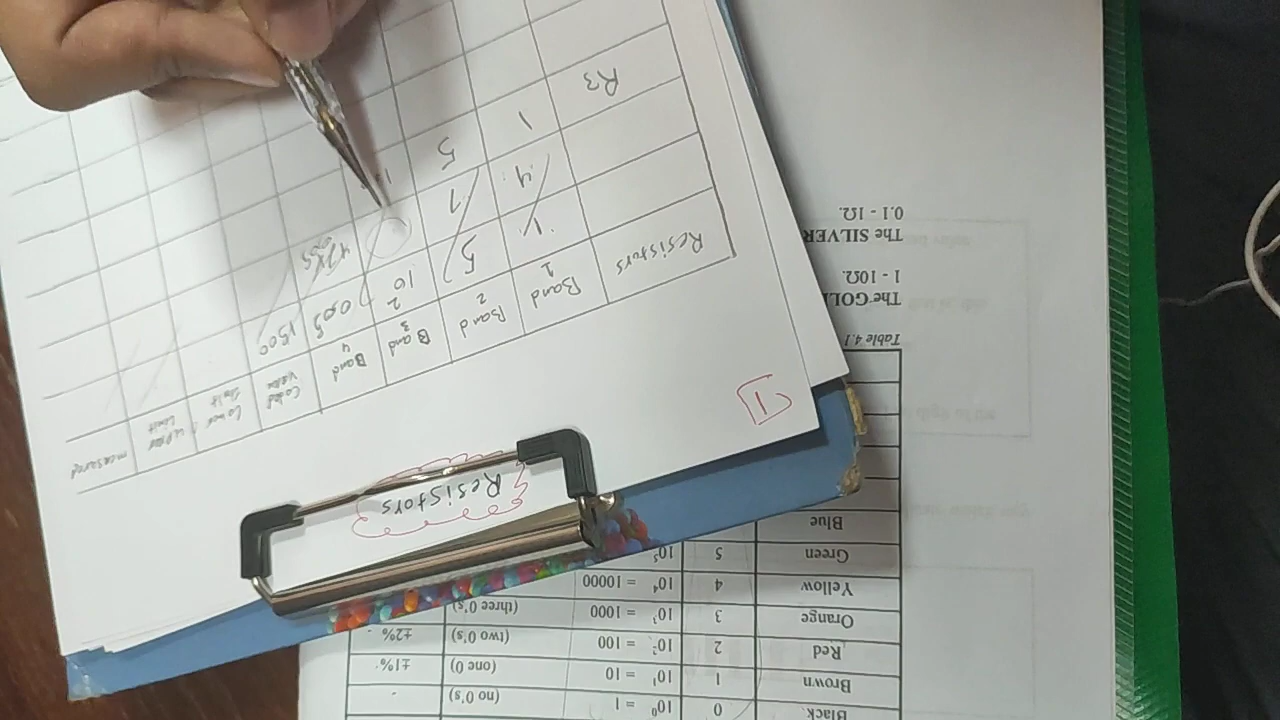 Resistors
1
Resistors
Band 1
Band 2
Band 3
Band 4
Coded value
Lower limit
upper limit
measured
1
5
10
2
0.05
1500
4
7
R3
1
5
Black
0
10⁰ = 1
(no 0's)
-
Brown
1
10¹ = 10
(one 0)
±1%
Red
2
10² = 100
(two 0's)
±2%
Orange
3
10³ = 1000
(three 0's)
Yellow
4
10⁴ = 10000
Green
5
10⁵
Blue
Table 4.1
The GOL
1 - 10Ω.
The SILVER
0.1 - 1Ω.